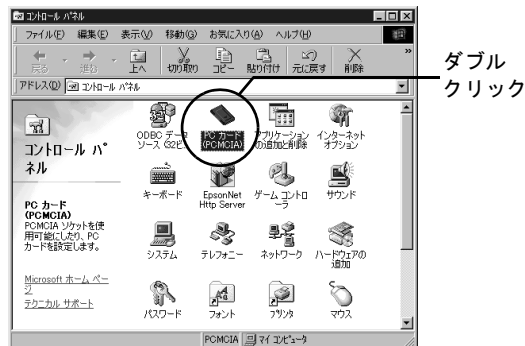 コントロール パネル
ファイル(F) 編集(E) 表示(V) 移動(G) お気に入り(A) ヘルプ(H)
戻る 進む 上へ 切り取り コピー 貼り付け 元に戻す 削除 »
アドレス(D) コントロール パネル
ダブル
クリック
コントロール パ
ネル
PC カード
(PCMCIA)
PCMCIA ソケットを使
用可能にしたり、PC
カードを設定します。
Microsoft ホーム ペー
ジ
テクニカル サポート
ODBC データ
ソース (32ビ...
PC カード
(PCMCIA)
アプリケーション
の追加と削除
インターネット
オプション
キーボード
EpsonNet
Http Server
ゲーム コントロ
ーラ
サウンド
システム
テレフォニー
ネットワーク
ハードウェアの
追加
パスワード
フォント
プリンタ
マウス
PCMCIA マイ コンピュータ